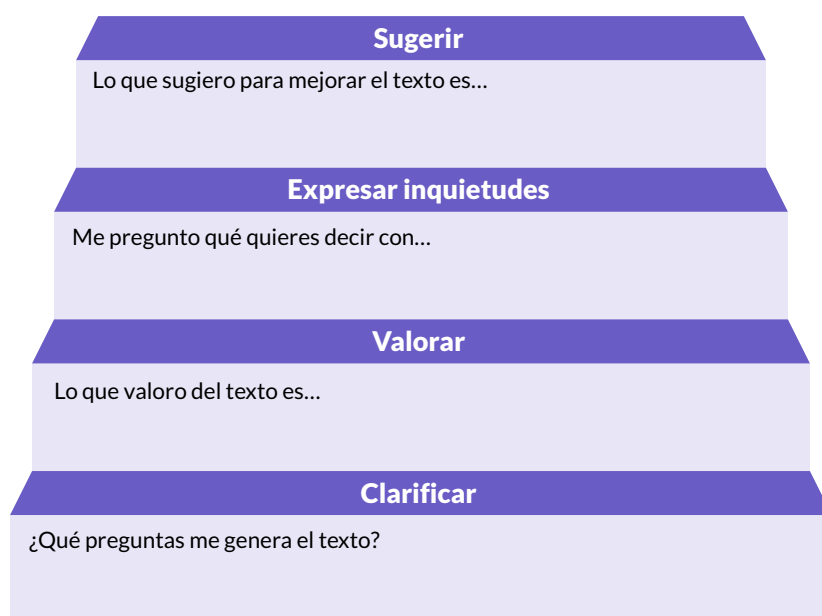 Sugerir
Lo que sugiero para mejorar el texto es...
Expresar inquietudes
Me pregunto qué quieres decir con...
Valorar
Lo que valoro del texto es...
Clarificar
¿Qué preguntas me genera el texto?